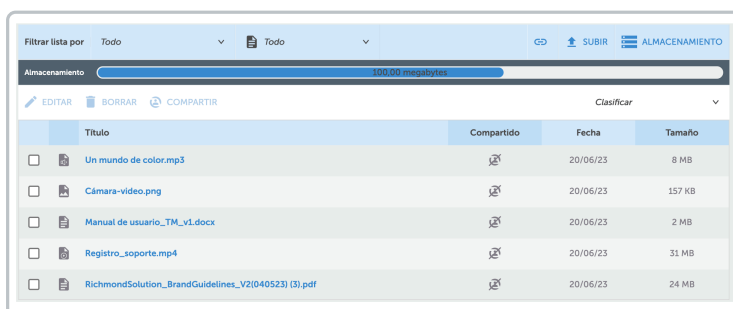 Filtrar lista por Todo Todo SUBIR ALMACENAMIENTO
Almacenamiento 100,00 megabytes
EDITAR BORRAR COMPARTIR Clasificar
Título Compartido Fecha Tamaño
Un mundo de color.mp3 20/06/23 8 MB
Cámara-video.png 20/06/23 157 KB
Manual de usuario_TM_v1.docx 20/06/23 2 MB
Registro_soporte.mp4 20/06/23 31 MB
RichmondSolution_BrandGuidelines_V2(040523) (3).pdf 20/06/23 24 MB